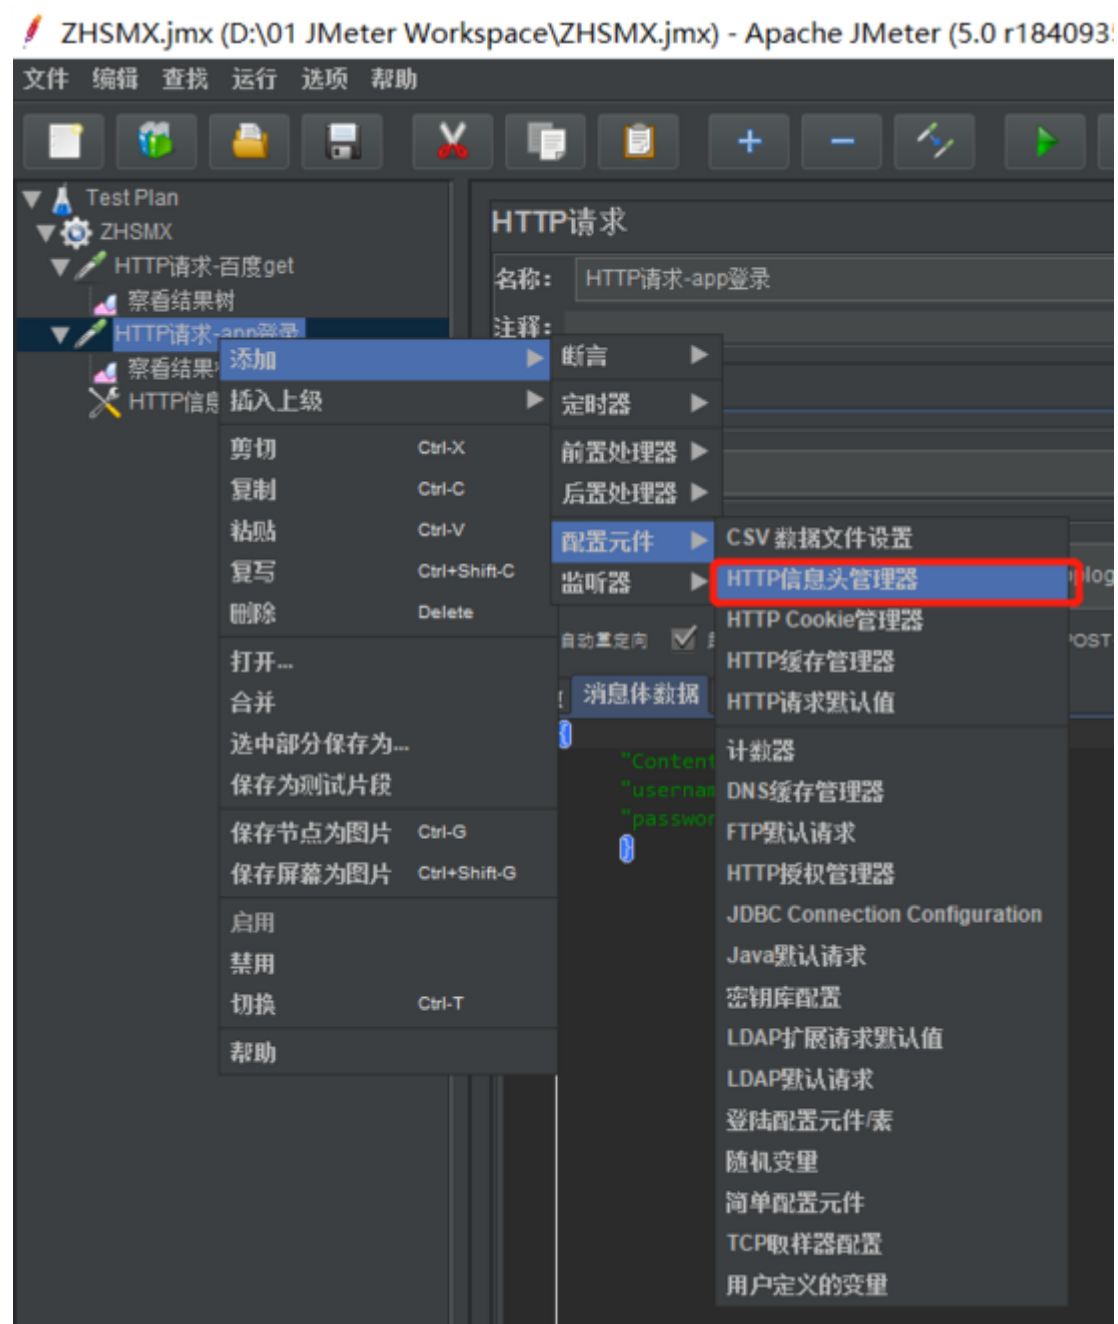 ZHSMX.jmx (D:\01 JMeter Workspace\ZHSMX.jmx) - Apache JMeter (5.0 r184093
文件 编辑 查找 运行 选项 帮助
Test Plan
ZHSMX
HTTP请求-百度get
察看结果树
HTTP请求-app登录
察看结果
HTTP信息
HTTP请求
名称: HTTP请求-app登录
注释:
添加
插入上级
剪切 Ctrl-X
复制 Ctrl-C
粘贴 Ctrl-V
复写 Ctrl+Shift-C
删除 Delete
打开...
合并
选中部分保存为...
保存为测试片段
保存节点为图片 Ctrl-G
保存屏幕为图片 Ctrl+Shift-G
启用
禁用
切换 Ctrl-T
帮助
断言
定时器
前置处理器
后置处理器
配置元件
监听器
CSV 数据文件设置
HTTP信息头管理器
HTTP Cookie管理器
HTTP缓存管理器
HTTP请求默认值
计数器
DNS缓存管理器
FTP默认请求
HTTP授权管理器
JDBC Connection Configuration
Java默认请求
密钥库配置
LDAP扩展请求默认值
LDAP默认请求
登陆配置元件/素
随机变量
简单配置元件
TCP取样器配置
用户定义的变量
log
自动重定向
POST
消息体数据
{
"Content
"usernam
"passwor
}